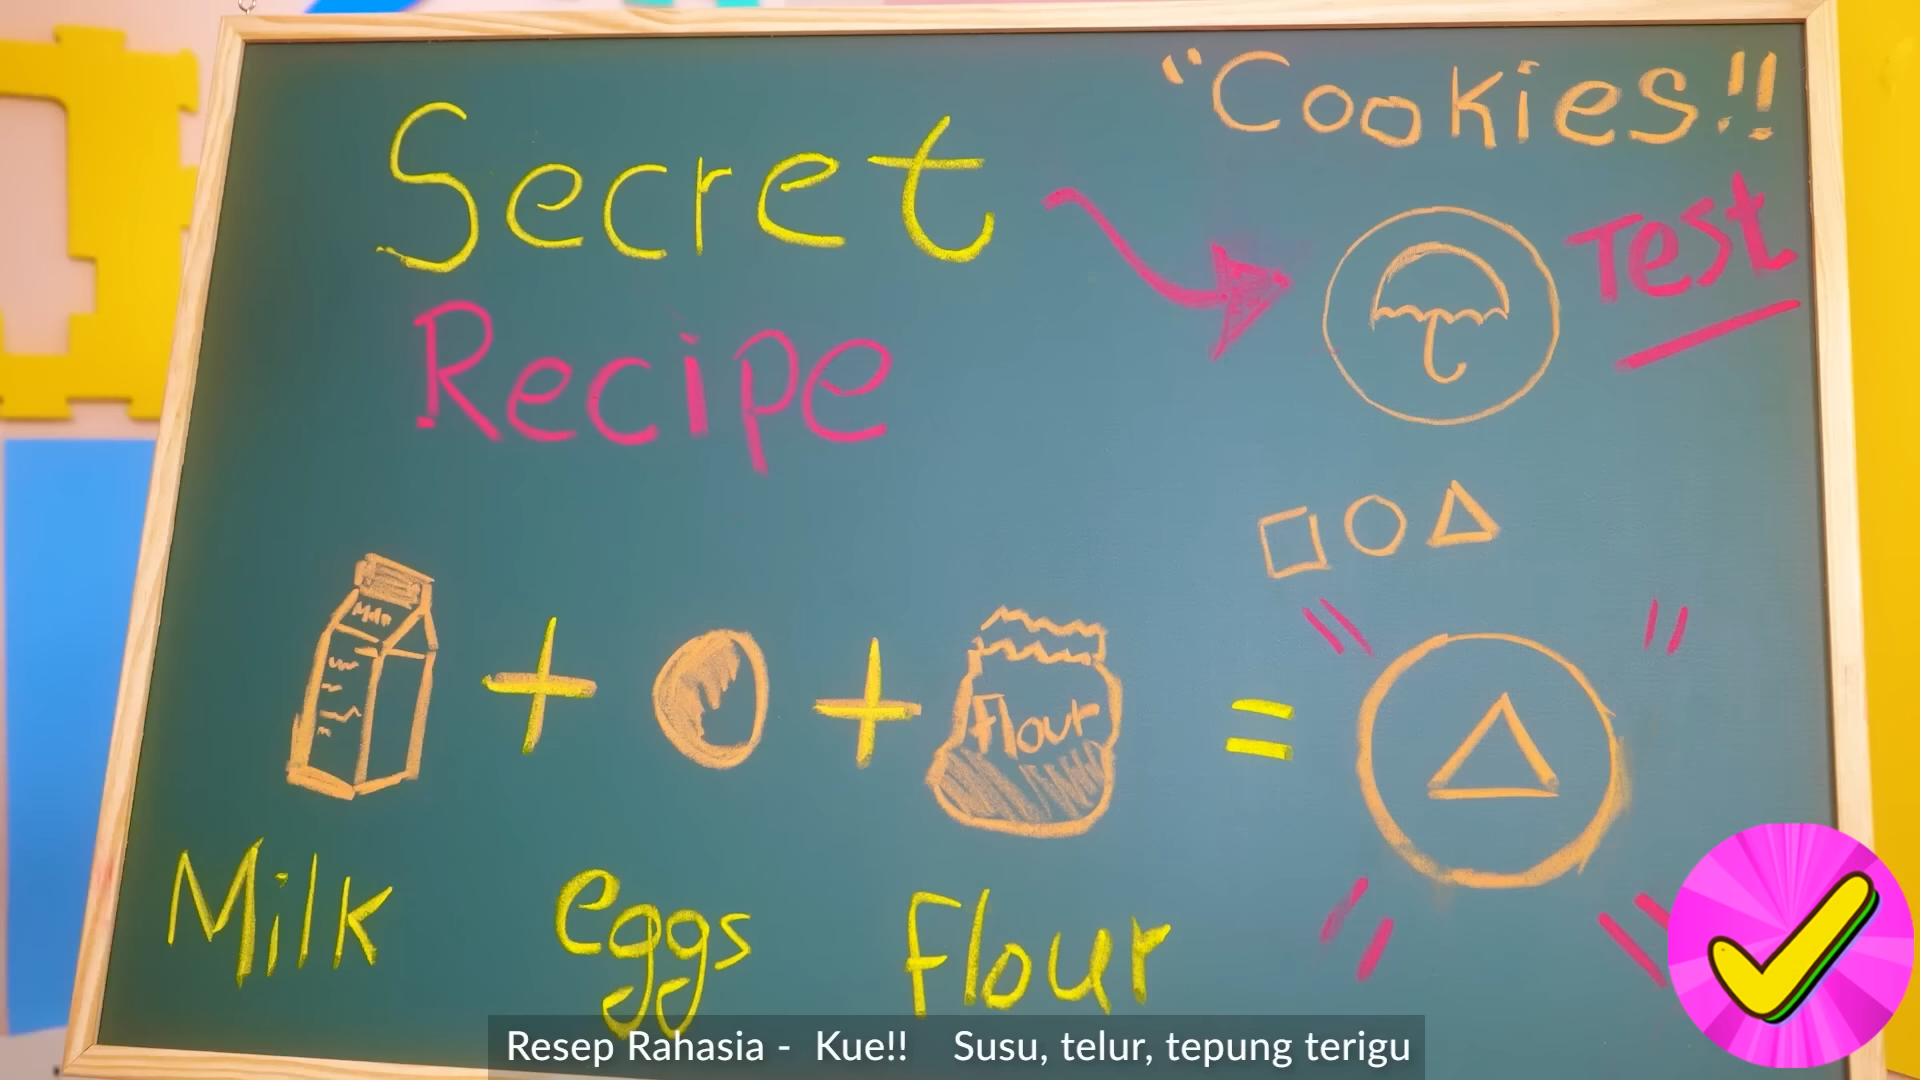 Secret
Recipe
"Cookies!!
Test
Milk
Flour
+ + =
Milk eggs flour
Resep Rahasia - Kue!! Susu, telur, tepung terigu